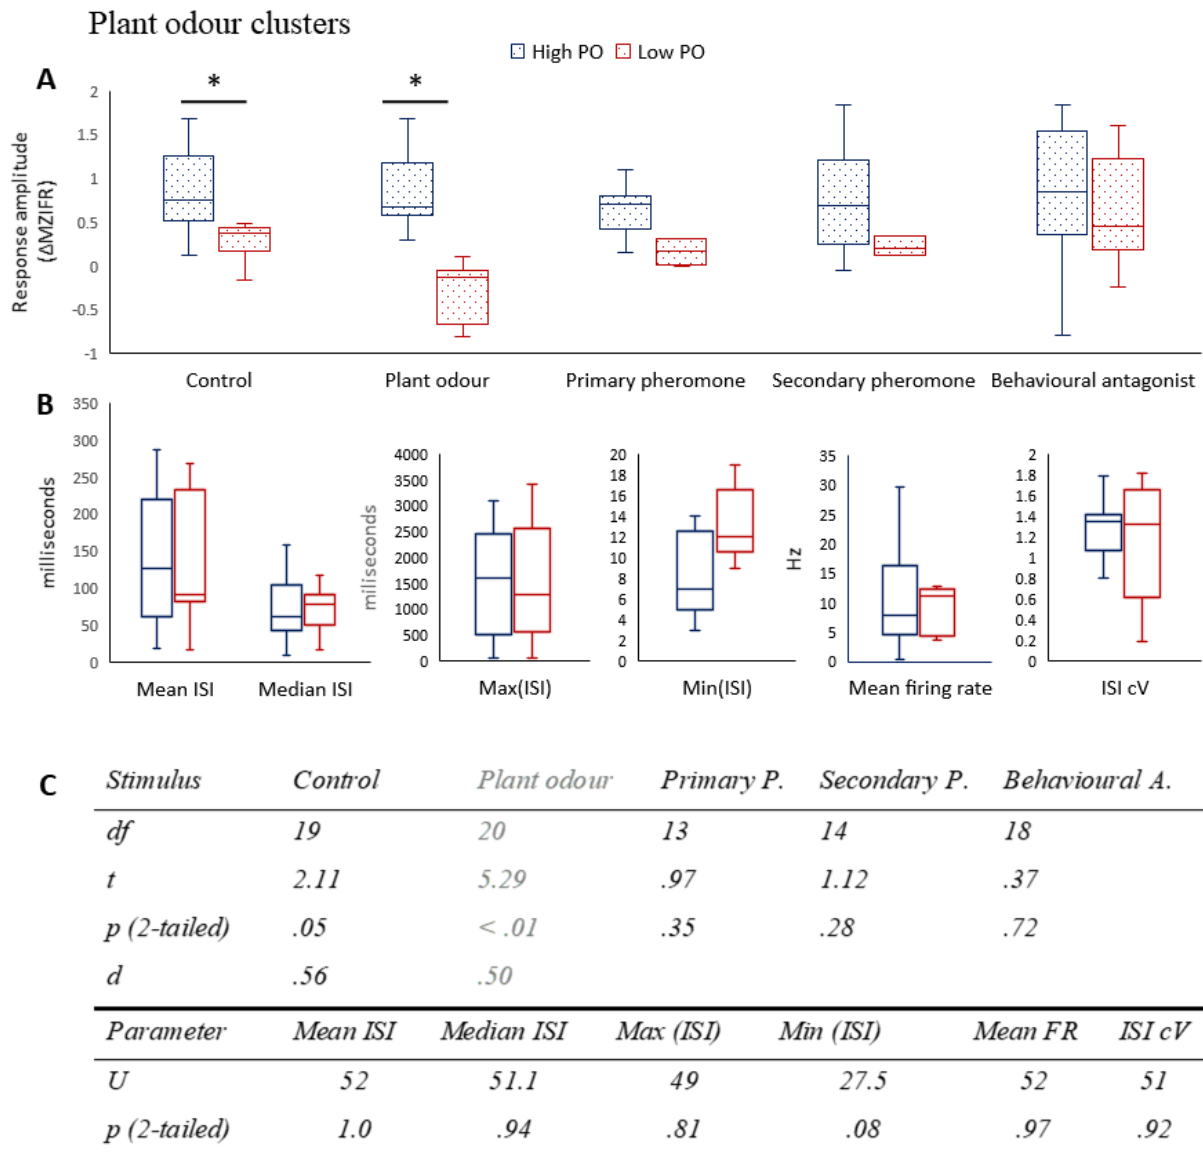 Plant odour clusters
High PO Low PO
A
* *
2
1.5
1
0.5
0
-0.5
-1
Response amplitude
(ΔMZIFR)
Control Plant odour Primary pheromone Secondary pheromone Behavioural antagonist
B
350
300
250
200
150
100
50
0
milliseconds
Mean ISI Median ISI
4000
3500
3000
2500
2000
1500
1000
500
0
miliseconds
Max(ISI)
20
18
16
14
12
10
8
6
4
2
0
Min(ISI)
35
30
25
20
15
10
5
0
Hz
Mean firing rate
2
1.8
1.6
1.4
1.2
1
0.8
0.6
0.4
0.2
0
ISI cV
C
Stimulus Control Plant odour Primary P. Secondary P. Behavioural A.
df 19 20 13 14 18
t 2.11 5.29 .97 1.12 .37
p (2-tailed) .05 < .01 .35 .28 .72
d .56 .50
Parameter Mean ISI Median ISI Max (ISI) Min (ISI) Mean FR ISI cV
U 52 51.1 49 27.5 52 51
p (2-tailed) 1.0 .94 .81 .08 .97 .92